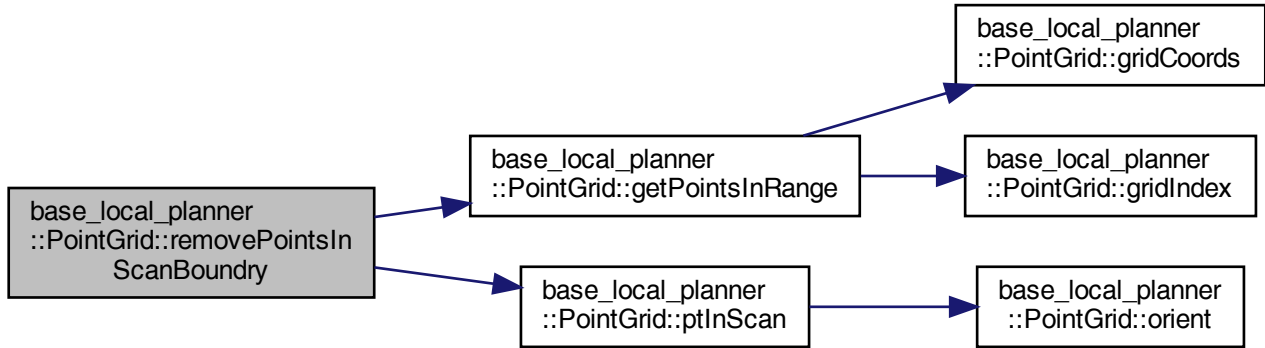 base_local_planner
::PointGrid::gridCoords
base_local_planner
::PointGrid::getPointsInRange
base_local_planner
::PointGrid::gridIndex
base_local_planner
::PointGrid::removePointsIn
ScanBoundry
base_local_planner
::PointGrid::ptInScan
base_local_planner
::PointGrid::orient